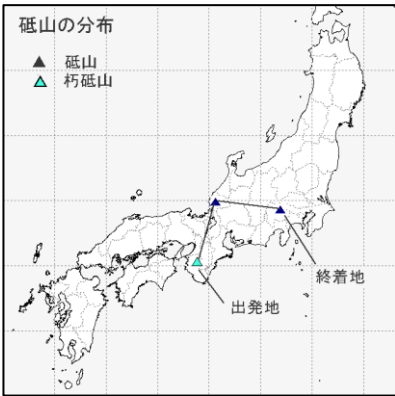 砥山の分布
砥山
朽砥山
終着地
出発地